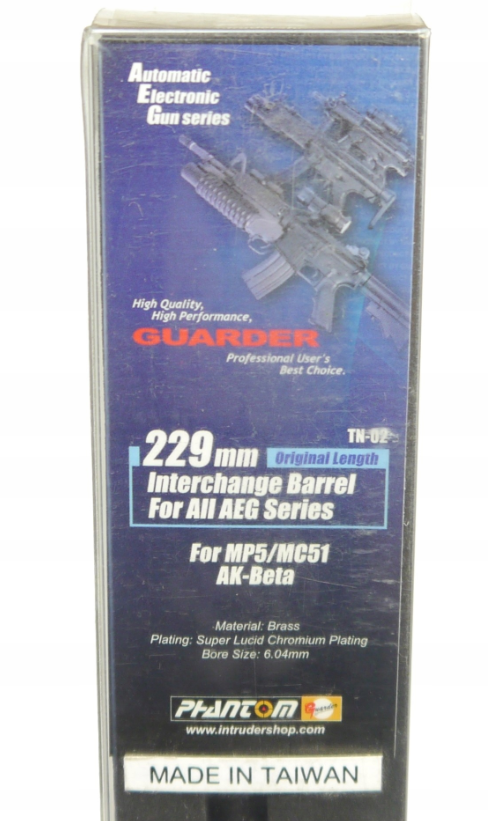 Automatic
Electronic
Gun series
High Quality,
High Performance,
GUARDER
Professional User's
Best Choice.
TN-02
229mm Original Length
Interchange Barrel
For All AEG Series
For MP5/MC51
AK-Beta
Material: Brass
Plating: Super Lucid Chromium Plating
Bore Size: 6.04mm
PHANTOM
www.intrudershop.com
MADE IN TAIWAN